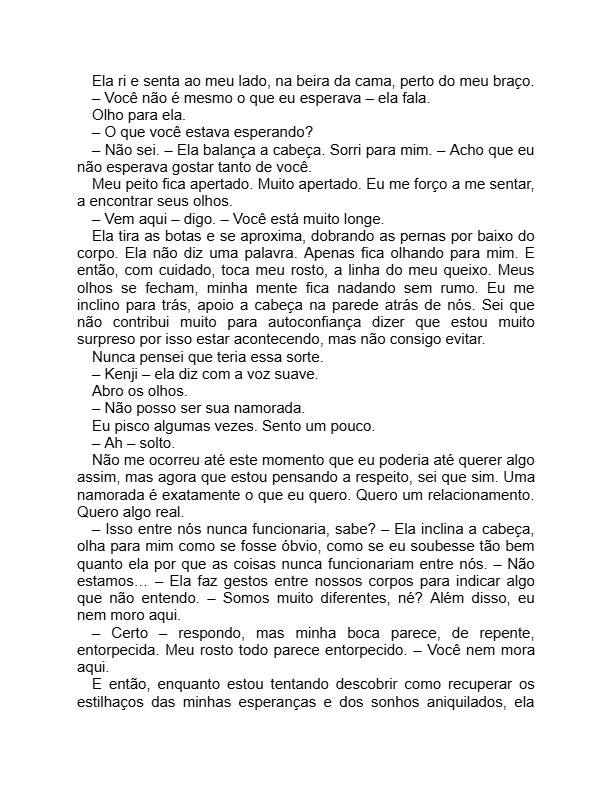 Ela ri e senta ao meu lado, na beira da cama, perto do meu braço.
– Você não é mesmo o que eu esperava – ela fala.
Olho para ela.
– O que você estava esperando?
– Não sei. – Ela balança a cabeça. Sorri para mim. – Acho que eu
não esperava gostar tanto de você.
Meu peito fica apertado. Muito apertado. Eu me forço a me sentar,
a encontrar seus olhos.
– Vem aqui – digo. – Você está muito longe.
Ela tira as botas e se aproxima, dobrando as pernas por baixo do
corpo. Ela não diz uma palavra. Apenas fica olhando para mim. E
então, com cuidado, toca meu rosto, a linha do meu queixo. Meus
olhos se fecham, minha mente fica nadando sem rumo. Eu me
inclino para trás, apoio a cabeça na parede atrás de nós. Sei que
não contribui muito para autoconfiança dizer que estou muito
surpreso por isso estar acontecendo, mas não consigo evitar.
Nunca pensei que teria essa sorte.
– Kenji – ela diz com a voz suave.
Abro os olhos.
– Não posso ser sua namorada.
Eu pisco algumas vezes. Sento um pouco.
– Ah – solto.
Não me ocorreu até este momento que eu poderia até querer algo
assim, mas agora que estou pensando a respeito, sei que sim. Uma
namorada é exatamente o que eu quero. Quero um relacionamento.
Quero algo real.
– Isso entre nós nunca funcionaria, sabe? – Ela inclina a cabeça,
olha para mim como se fosse óbvio, como se eu soubesse tão bem
quanto ela por que as coisas nunca funcionariam entre nós. – Não
estamos... – Ela faz gestos entre nossos corpos para indicar algo
que não entendo. – Somos muito diferentes, né? Além disso, eu
nem moro aqui.
– Certo – respondo, mas minha boca parece, de repente,
entorpecida. Meu rosto todo parece entorpecido. – Você nem mora
aqui.
E então, enquanto estou tentando descobrir como recuperar os
estilhaços das minhas esperanças e dos sonhos aniquilados, ela